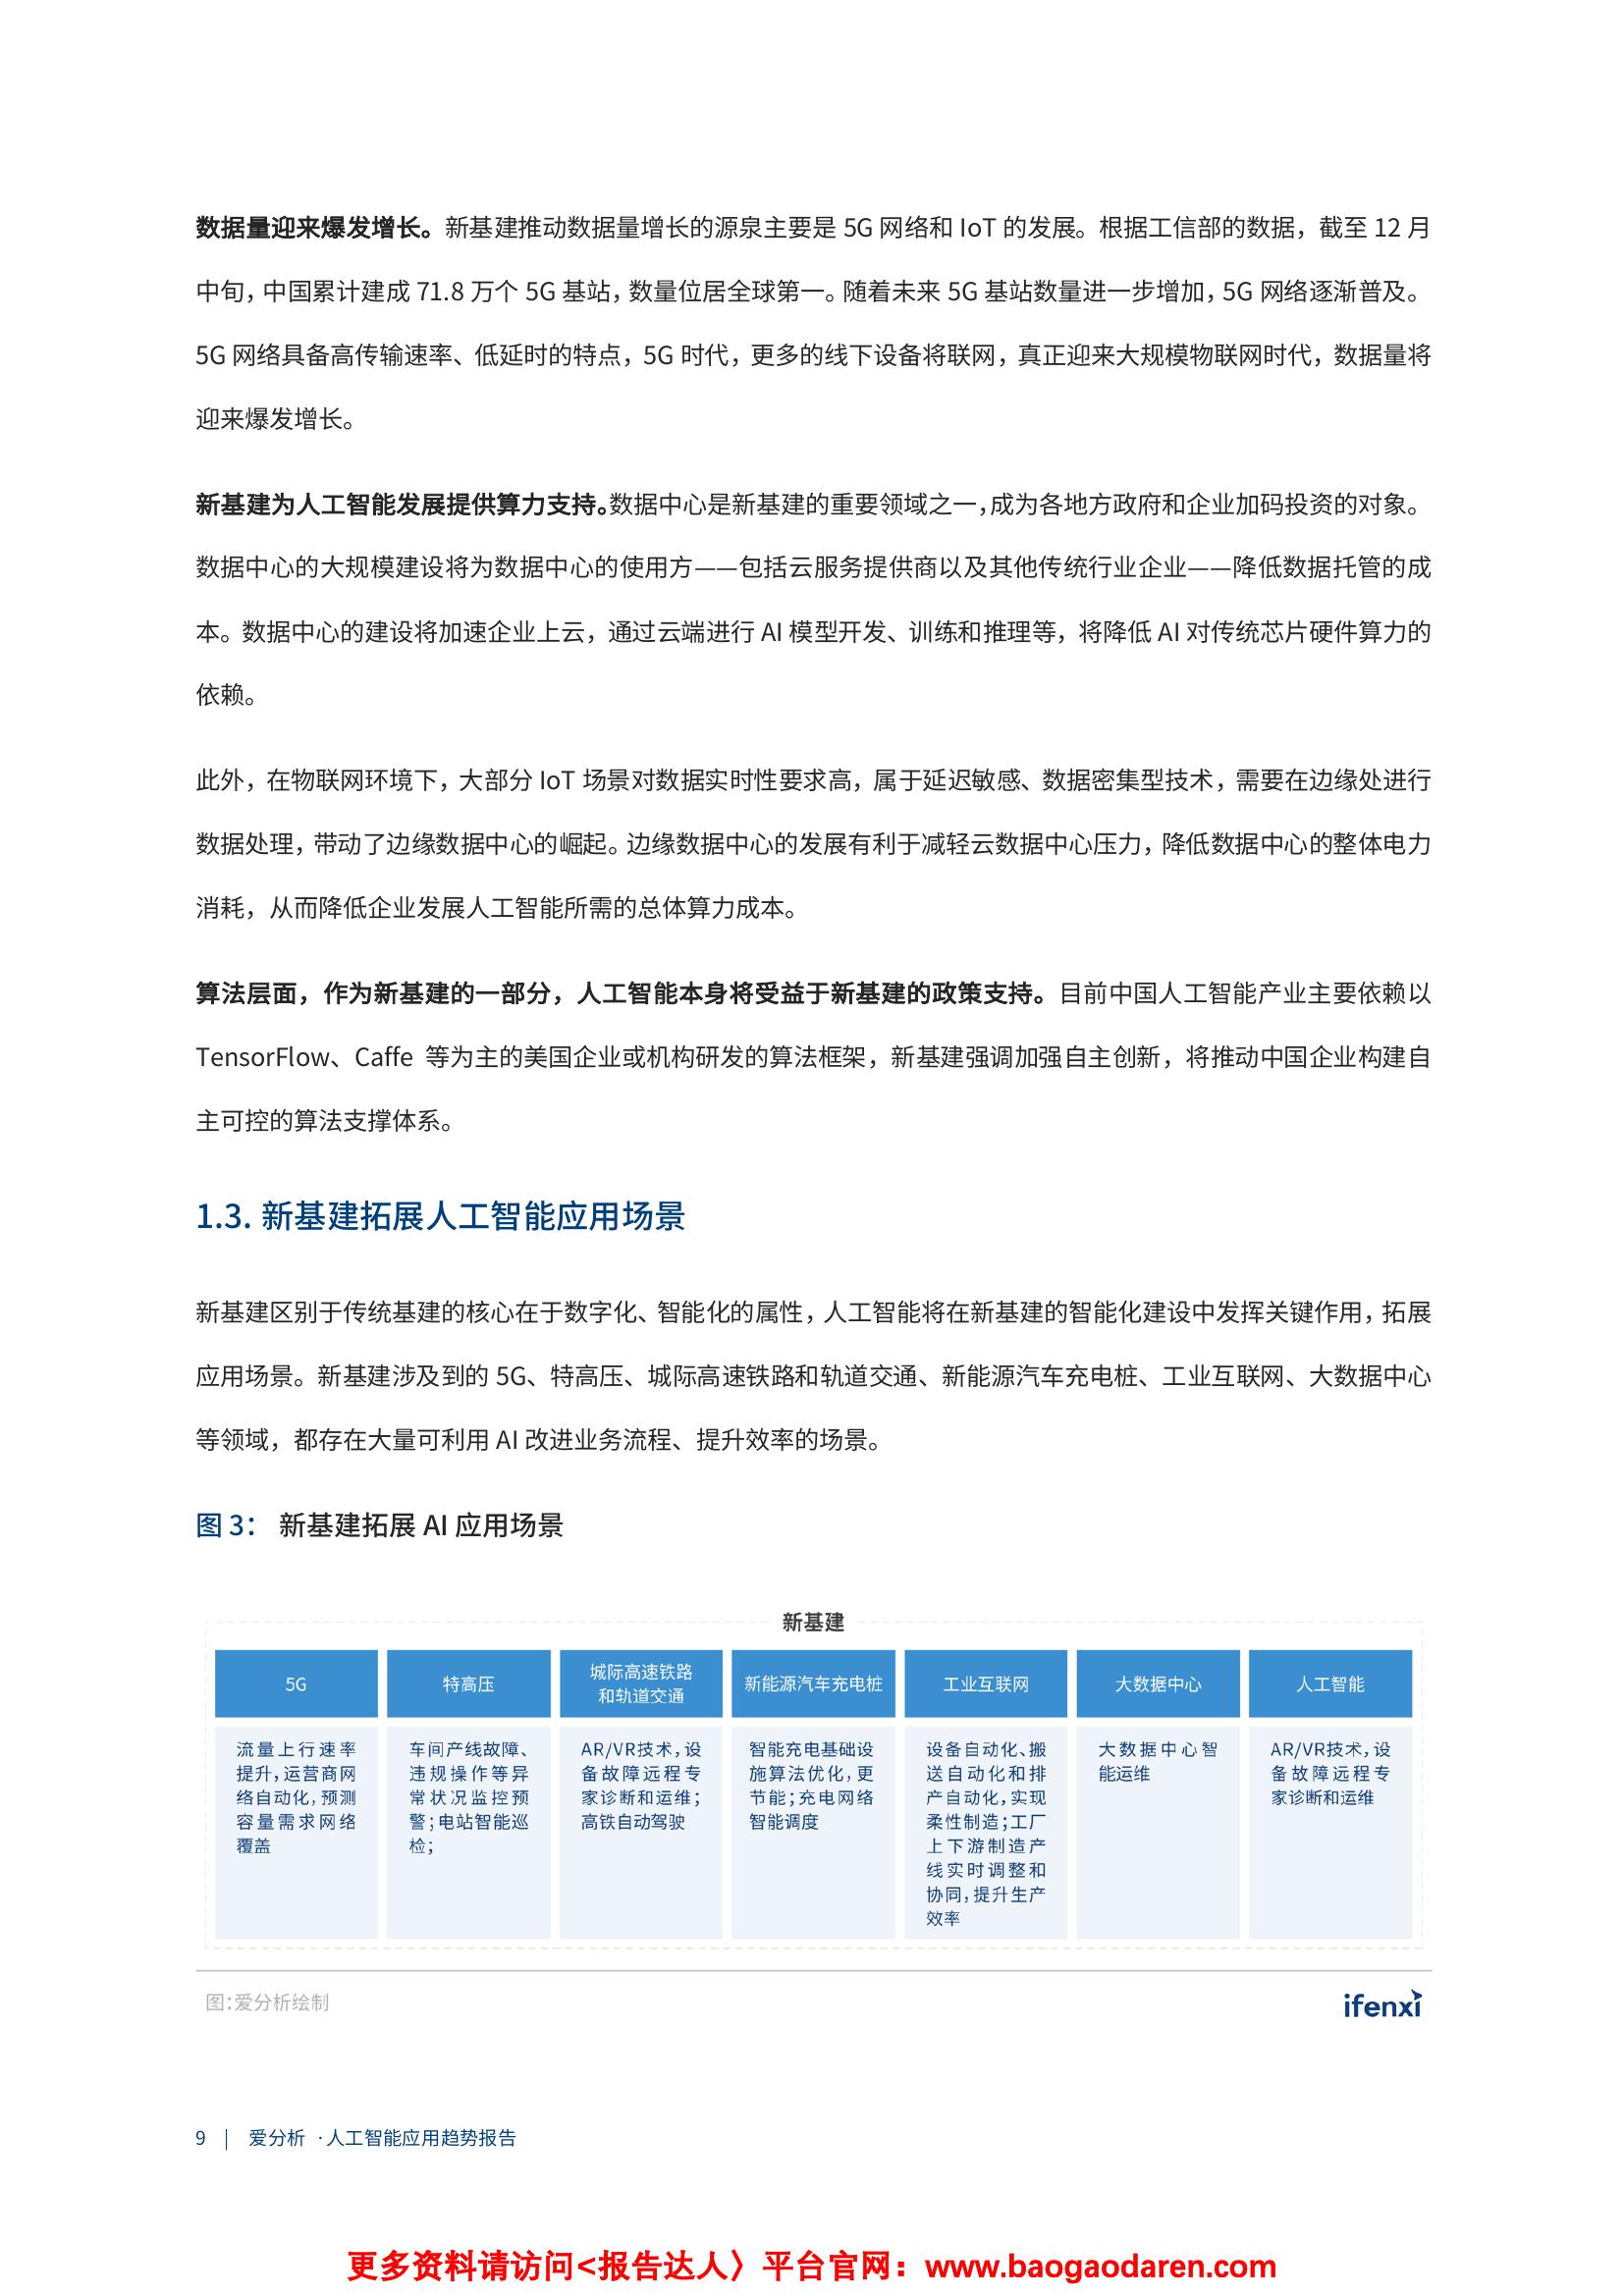 数据量迎来爆发增长。新基建推动数据量增长的源泉主要是 5G 网络和 IoT 的发展。根据工信部的数据，截至 12 月
中旬，中国累计建成 71.8 万个 5G 基站，数量位居全球第一。随着未来 5G 基站数量进一步增加，5G 网络逐渐普及。
5G 网络具备高传输速率、低延时的特点，5G 时代，更多的线下设备将联网，真正迎来大规模物联网时代，数据量将
迎来爆发增长。
新基建为人工智能发展提供算力支持。数据中心是新基建的重要领域之一，成为各地方政府和企业加码投资的对象。
数据中心的大规模建设将为数据中心的使用方——包括云服务提供商以及其他传统行业企业——降低数据托管的成
本。数据中心的建设将加速企业上云，通过云端进行 AI 模型开发、训练和推理等，将降低 AI 对传统芯片硬件算力的
依赖。
此外，在物联网环境下，大部分 IoT 场景对数据实时性要求高，属于延迟敏感、数据密集型技术，需要在边缘处进行
数据处理，带动了边缘数据中心的崛起。边缘数据中心的发展有利于减轻云数据中心压力，降低数据中心的整体电力
消耗，从而降低企业发展人工智能所需的总体算力成本。
算法层面，作为新基建的一部分，人工智能本身将受益于新基建的政策支持。目前中国人工智能产业主要依赖以
TensorFlow、Caffe 等为主的美国企业或机构研发的算法框架，新基建强调加强自主创新，将推动中国企业构建自
主可控的算法支撑体系。
1.3. 新基建拓展人工智能应用场景
新基建区别于传统基建的核心在于数字化、智能化的属性，人工智能将在新基建的智能化建设中发挥关键作用，拓展
应用场景。新基建涉及到的 5G、特高压、城际高速铁路和轨道交通、新能源汽车充电桩、工业互联网、大数据中心
等领域，都存在大量可利用 AI 改进业务流程、提升效率的场景。
图 3： 新基建拓展 AI 应用场景
新基建
5G
流量上行速率
提升，运营商网
络自动化，预测
容量需求网络
覆盖
特高压
车间产线故障、
违规操作等异
常状况监控预
警；电站智能巡
检；
城际高速铁路
和轨道交通
AR/VR技术，设
备故障远程专
家诊断和运维；
高铁自动驾驶
新能源汽车充电桩
智能充电基础设
施算法优化，更
节能；充电网络
智能调度
工业互联网
设备自动化、搬
送自动化和排
产自动化，实现
柔性制造；工厂
上下游制造产
线实时调整和
协同，提升生产
效率
大数据中心
大数据中心智
能运维
人工智能
AR/VR技术，设
备故障远程专
家诊断和运维
图：爱分析绘制
ifenxi
9 | 爱分析 ·人工智能应用趋势报告
更多资料请访问<报告达人〉平台官网：www.baogaodaren.com